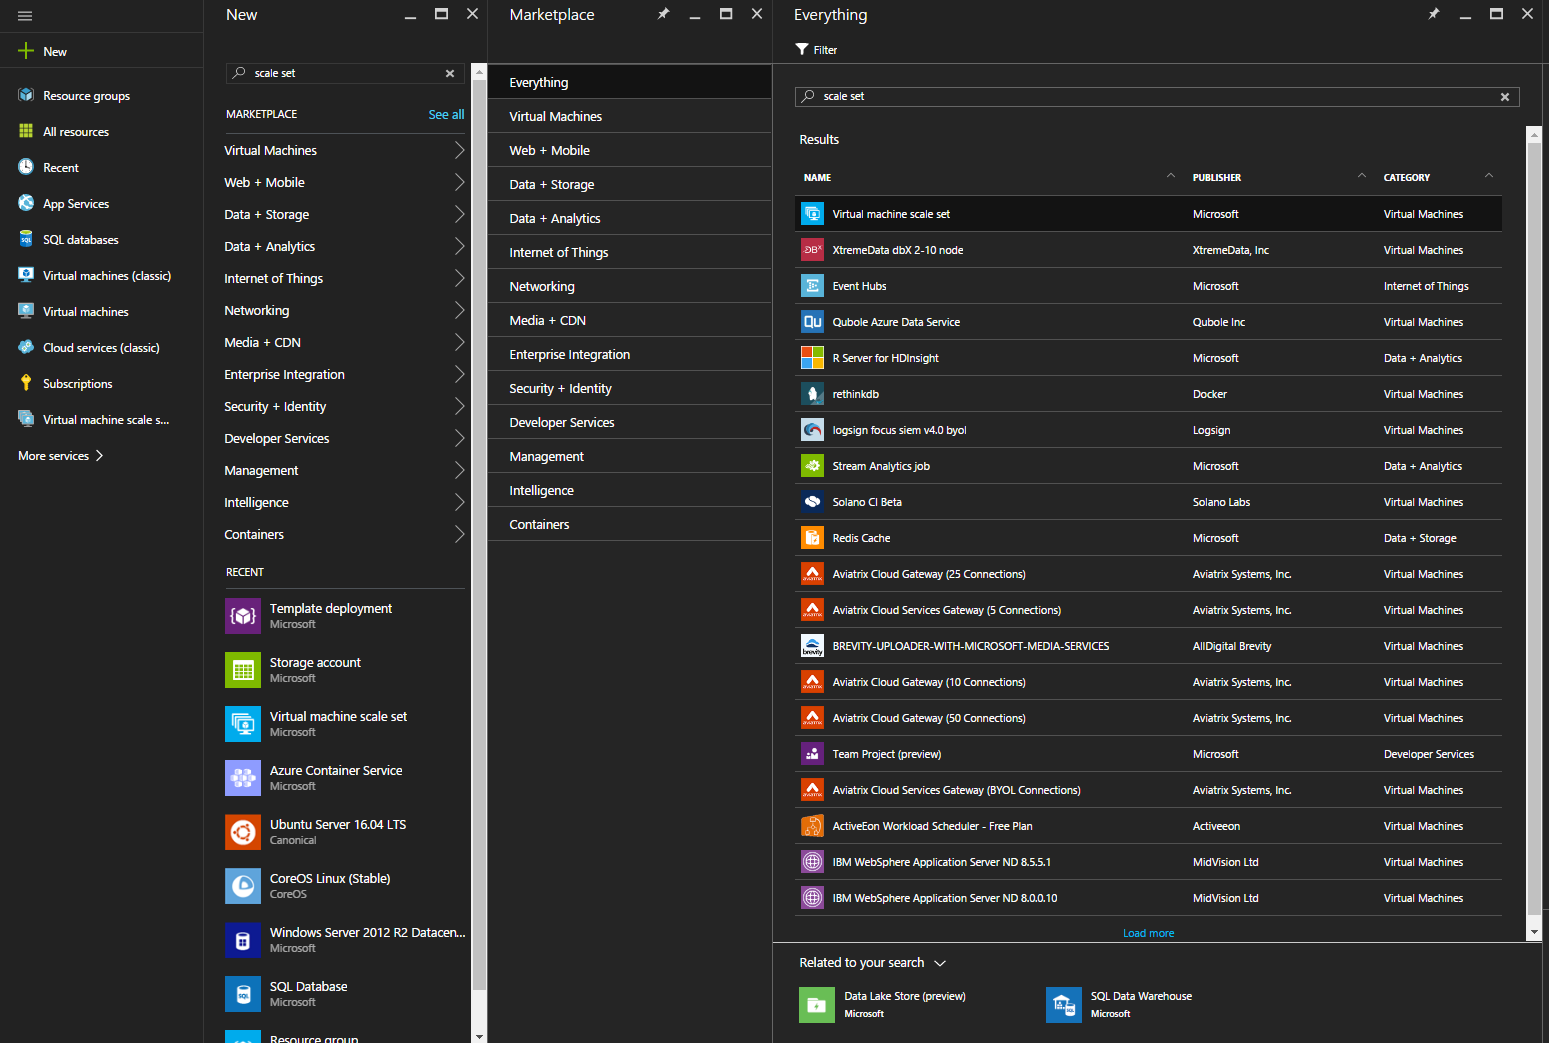 New
Resource groups
All resources
Recent
App Services
SQL databases
Virtual machines (classic)
Virtual machines
Cloud services (classic)
Subscriptions
Virtual machine scale s...
More services
New
scale set
MARKETPLACE See all
Virtual Machines
Web + Mobile
Data + Storage
Data + Analytics
Internet of Things
Networking
Media + CDN
Enterprise Integration
Security + Identity
Developer Services
Management
Intelligence
Containers
RECENT
Template deployment
Microsoft
Storage account
Microsoft
Virtual machine scale set
Microsoft
Azure Container Service
Microsoft
Ubuntu Server 16.04 LTS
Canonical
CoreOS Linux (Stable)
CoreOS
Windows Server 2012 R2 Datacen...
Microsoft
SQL Database
Microsoft
Resource group
Marketplace
Everything
Virtual Machines
Web + Mobile
Data + Storage
Data + Analytics
Internet of Things
Networking
Media + CDN
Enterprise Integration
Security + Identity
Developer Services
Management
Intelligence
Containers
Everything
Filter
scale set
Results
NAME PUBLISHER CATEGORY
Virtual machine scale set Microsoft Virtual Machines
XtremeData dbX 2-10 node XtremeData, Inc Virtual Machines
Event Hubs Microsoft Internet of Things
Qubole Azure Data Service Qubole Inc Virtual Machines
R Server for HDInsight Microsoft Data + Analytics
rethinkdb Docker Virtual Machines
logsign focus siem v4.0 byol Logsign Virtual Machines
Stream Analytics job Microsoft Data + Analytics
Solano CI Beta Solano Labs Virtual Machines
Redis Cache Microsoft Data + Storage
Aviatrix Cloud Gateway (25 Connections) Aviatrix Systems, Inc. Virtual Machines
Aviatrix Cloud Services Gateway (5 Connections) Aviatrix Systems, Inc. Virtual Machines
BREVITY-UPLOADER-WITH-MICROSOFT-MEDIA-SERVICES AllDigital Brevity Virtual Machines
Aviatrix Cloud Gateway (10 Connections) Aviatrix Systems, Inc. Virtual Machines
Aviatrix Cloud Gateway (50 Connections) Aviatrix Systems, Inc. Virtual Machines
Team Project (preview) Microsoft Developer Services
Aviatrix Cloud Services Gateway (BYOL Connections) Aviatrix Systems, Inc. Virtual Machines
ActiveEon Workload Scheduler - Free Plan Activeeon Virtual Machines
IBM WebSphere Application Server ND 8.5.5.1 MidVision Ltd Virtual Machines
IBM WebSphere Application Server ND 8.0.0.10 MidVision Ltd Virtual Machines
Load more
Related to your search
Data Lake Store (preview)
Microsoft
SQL Data Warehouse
Microsoft